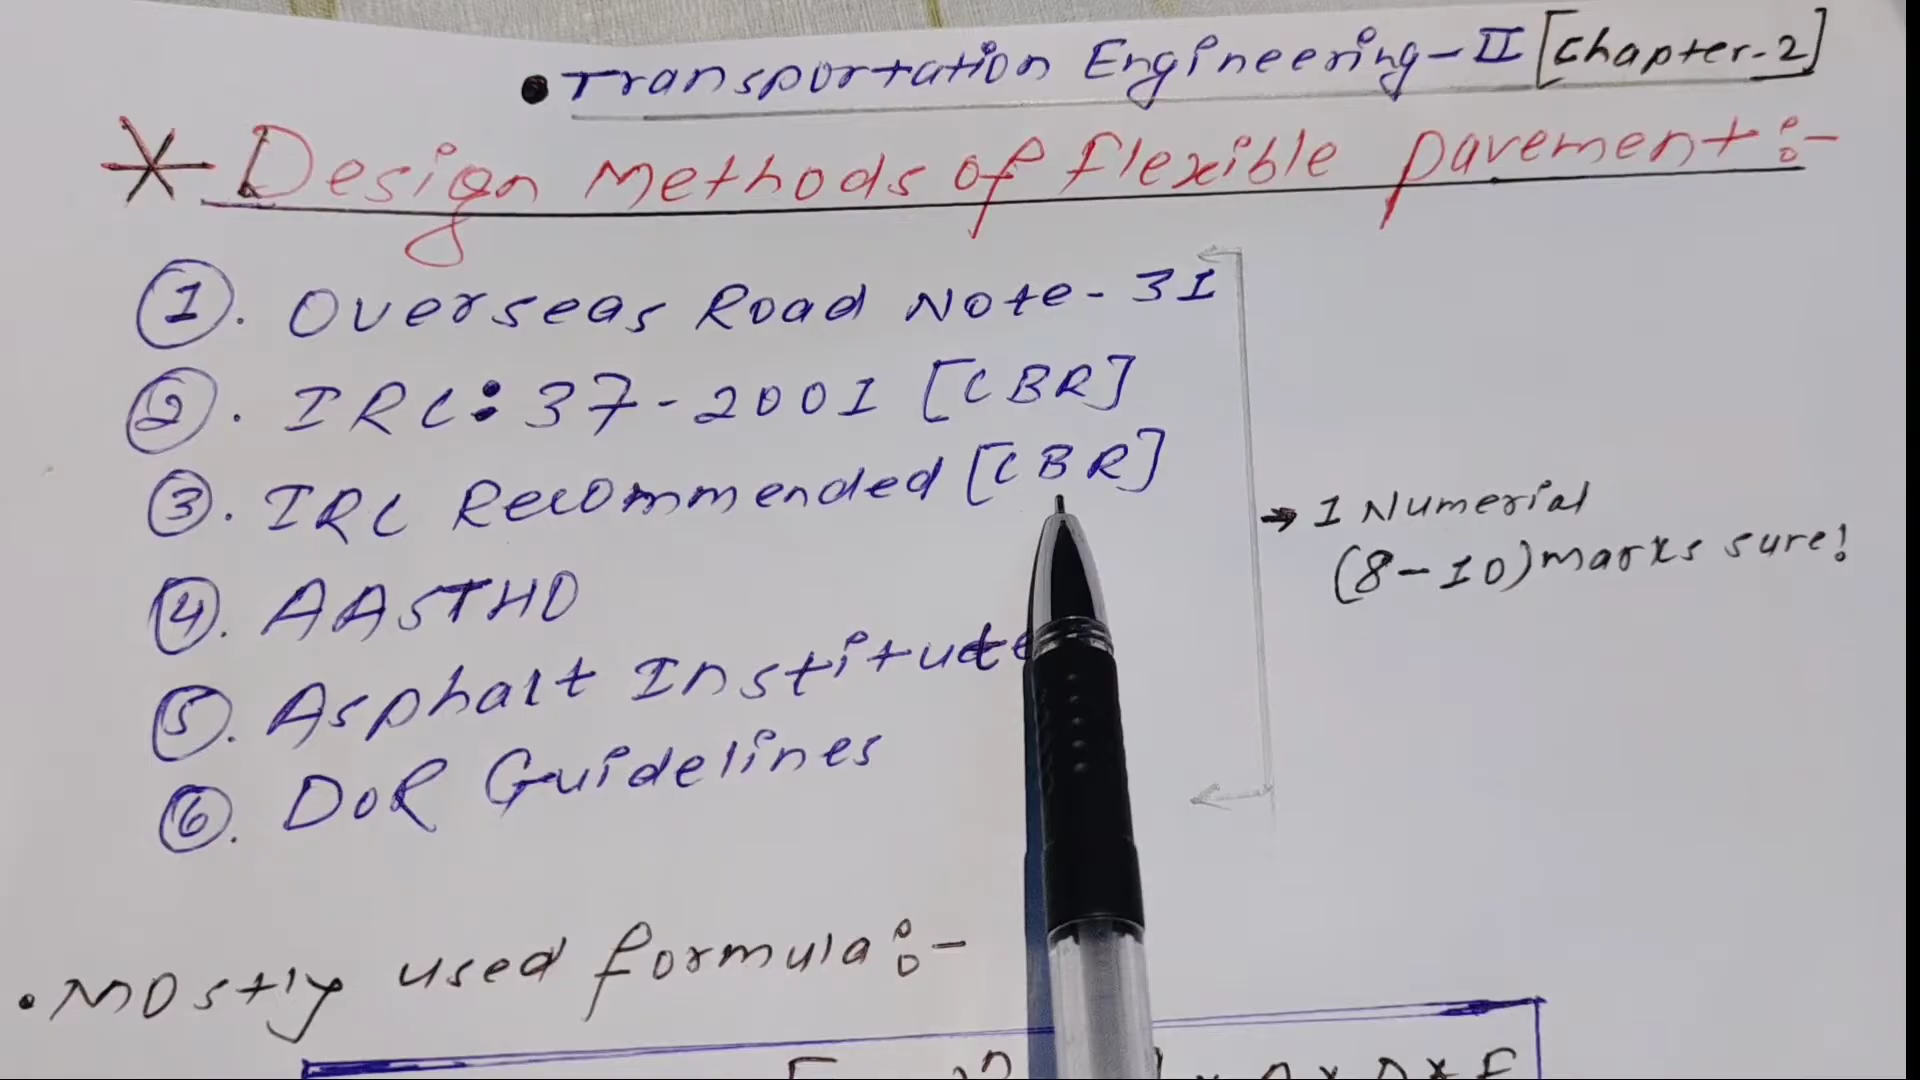 • Transportation Engineering-II [Chapter-2]
* Design Methods of flexible pavement:-
①. Overseas Road Note-31
②. IRC: 37-2001 [CBR]
③. IRC Recommended [CBR]
④. AASTHO
⑤. Asphalt Institute
⑥. DoR Guidelines
→ 1 Numerial
(8-10) marks sure!
• Mostly used formula:-